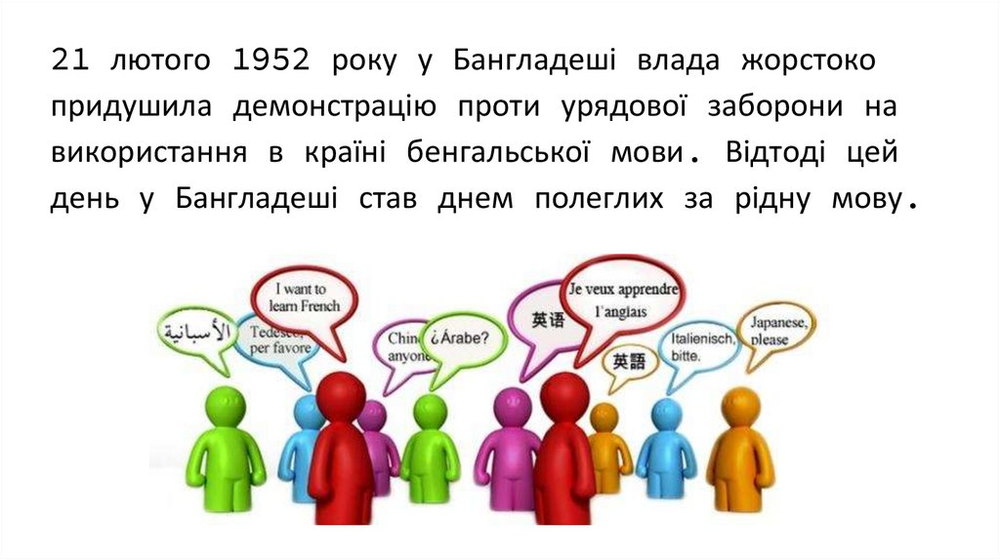 21 лютого 1952 року у Бангладеші влада жорстоко
придушила демонстрацію проти урядової заборони на
використання в країні бенгальської мови. Відтоді цей
день у Бангладеші став днем полеглих за рідну мову.
الأسبانية
Tedesco,
per favore
I want to
learn French
anyone
¿Árabe?
英语
Je veux apprendre
l'anglais
英語
Italienisch,
bitte.
Japanese,
please